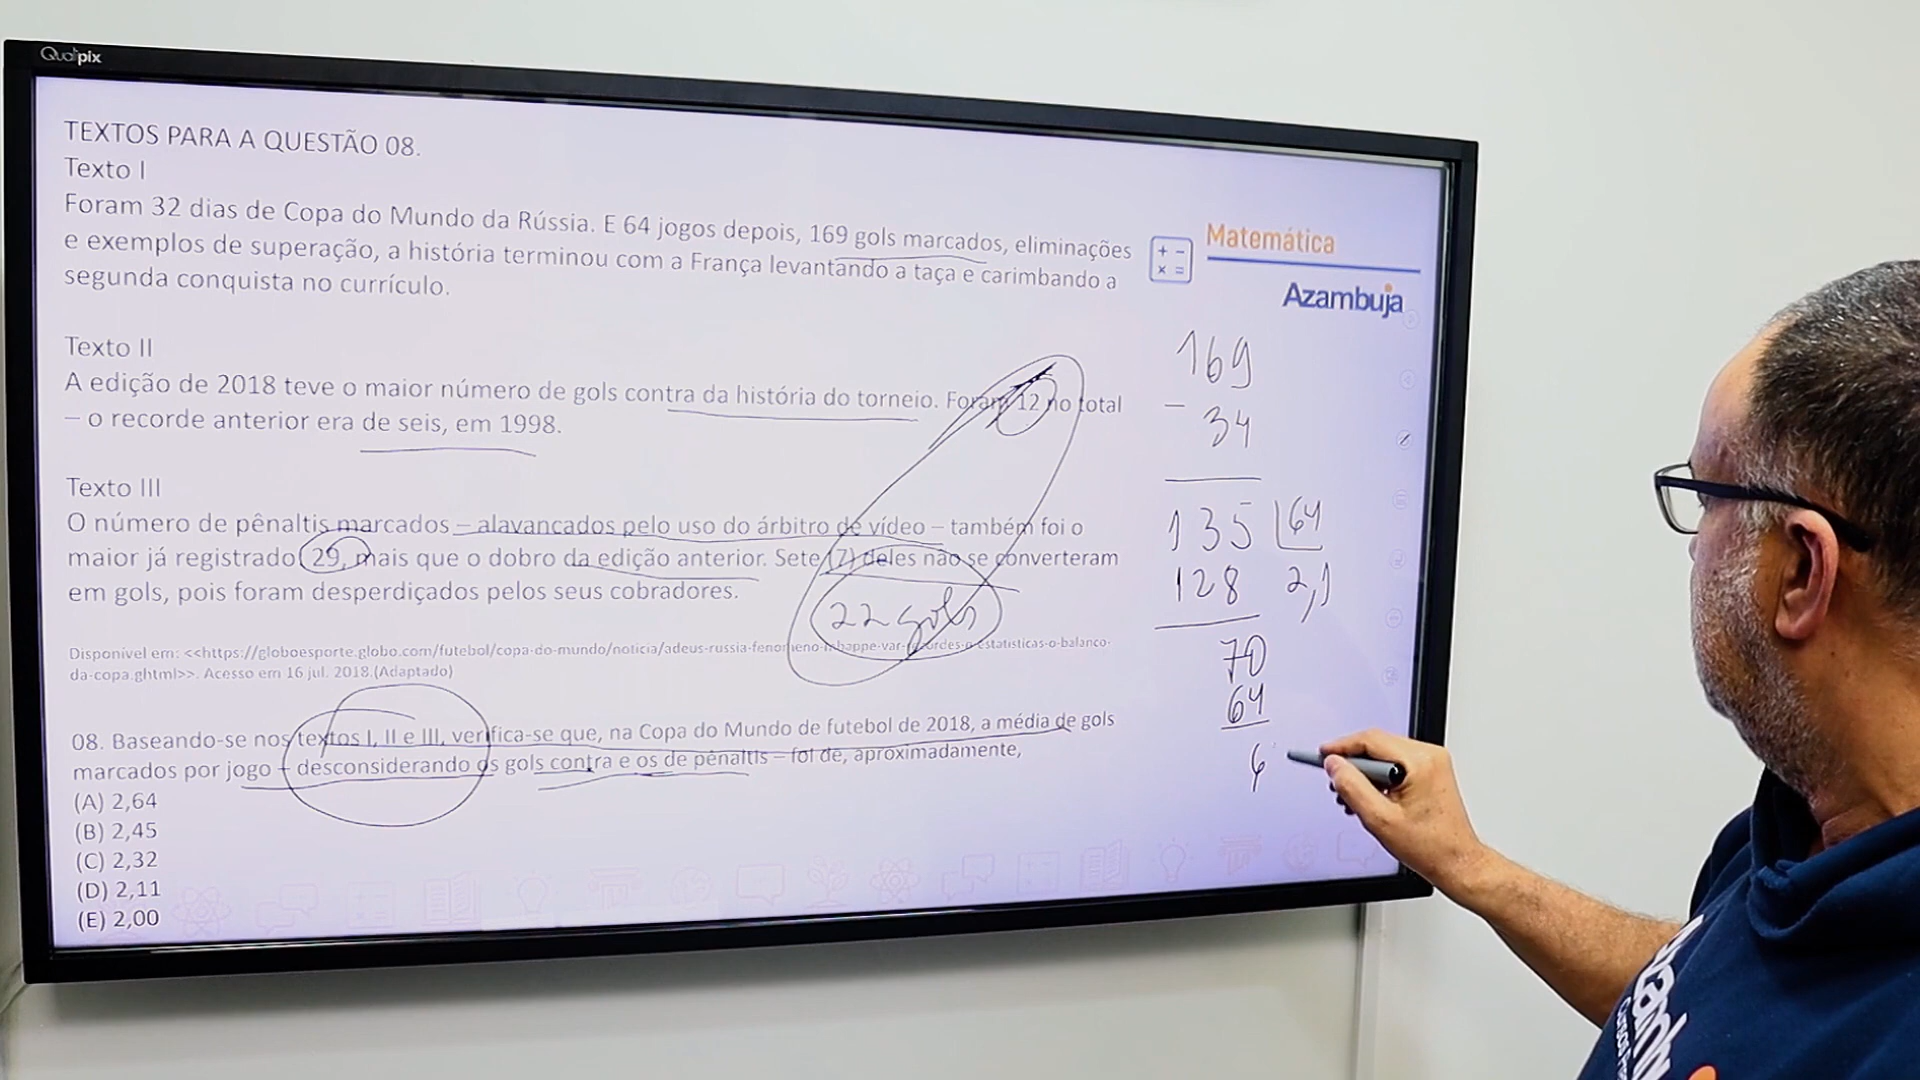 Qualipix
TEXTOS PARA A QUESTÃO 08.
Texto I
Foram 32 dias de Copa do Mundo da Rússia. E 64 jogos depois, 169 gols marcados, eliminações
e exemplos de superação, a história terminou com a França levantando a taça e carimbando a
segunda conquista no currículo.
Texto II
A edição de 2018 teve o maior número de gols contra da história do torneio. Foram 12 no total
– o recorde anterior era de seis, em 1998.
Texto III
O número de pênaltis marcados – alavancados pelo uso do árbitro de vídeo – também foi o
maior já registrado 29, mais que o dobro da edição anterior. Sete (7) deles não se converteram
em gols, pois foram desperdiçados pelos seus cobradores.
22 gols
Disponivel em: <<https://globoesporte.globo.com/futebol/copa-do-mundo/noticia/adeus-russia-fenomeno-mbappe-var-recordes-e-estatisticas-o-balanco-
da-copa.ghtml>>. Acesso em 16 jul. 2018.(Adaptado)
08. Baseando-se nos textos I, II e III, verifica-se que, na Copa do Mundo de futebol de 2018, a média de gols
marcados por jogo – desconsiderando os gols contra e os de pênaltis – foi de, aproximadamente,
(A) 2,64
(B) 2,45
(C) 2,32
(D) 2,11
(E) 2,00
Matemática
Azambuja
169
– 34
135 64
128 2,1
70
64
6